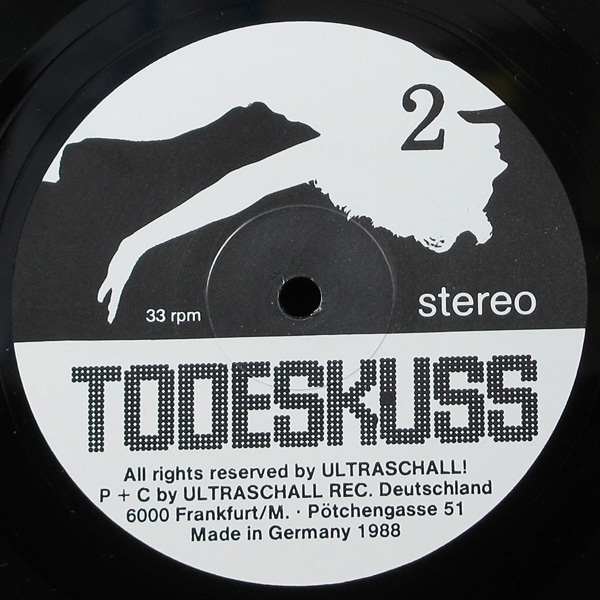 2
33 rpm
stereo
TODESKUSS
All rights reserved by ULTRASCHALL!
P + C by ULTRASCHALL REC. Deutschland
6000 Frankfurt/M. · Pötchengasse 51
Made in Germany 1988